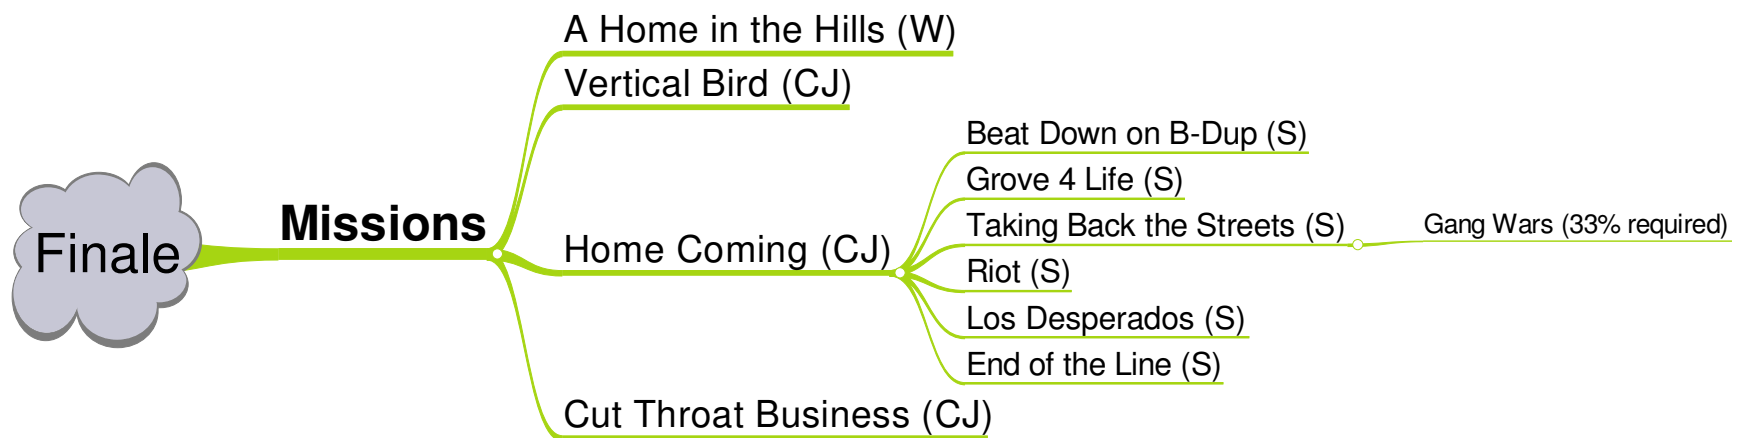 Finale
Missions
A Home in the Hills (W)
Vertical Bird (CJ)
Home Coming (CJ)
Beat Down on B-Dup (S)
Grove 4 Life (S)
Taking Back the Streets (S)
Gang Wars (33% required)
Riot (S)
Los Desperados (S)
End of the Line (S)
Cut Throat Business (CJ)